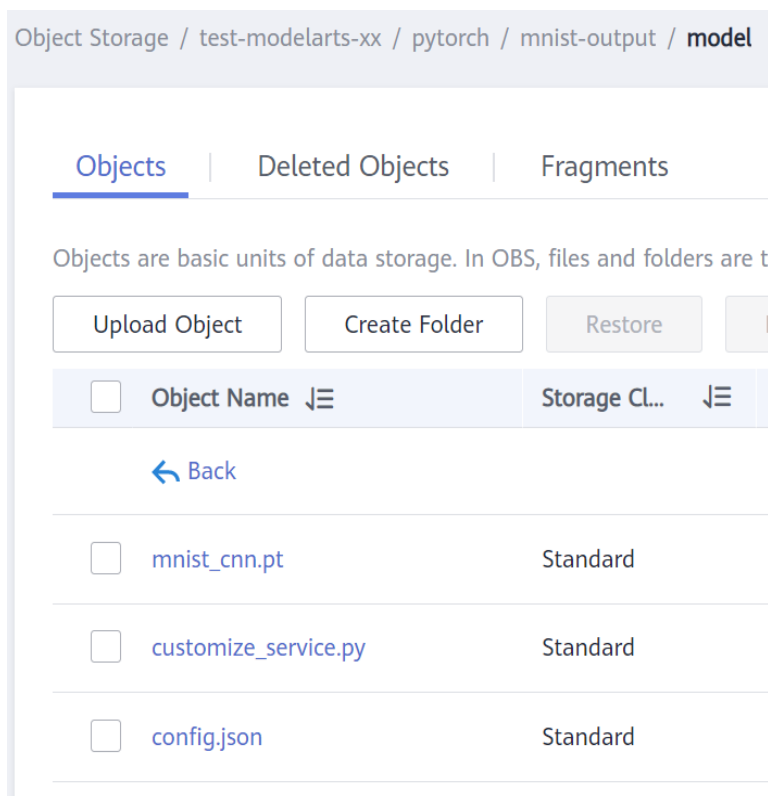 Object Storage / test-modelarts-xx / pytorch / mnist-output / model
Objects Deleted Objects Fragments
Objects are basic units of data storage. In OBS, files and folders are t
Upload Object Create Folder Restore
Object Name Storage Cl...
Back
mnist_cnn.pt Standard
customize_service.py Standard
config.json Standard